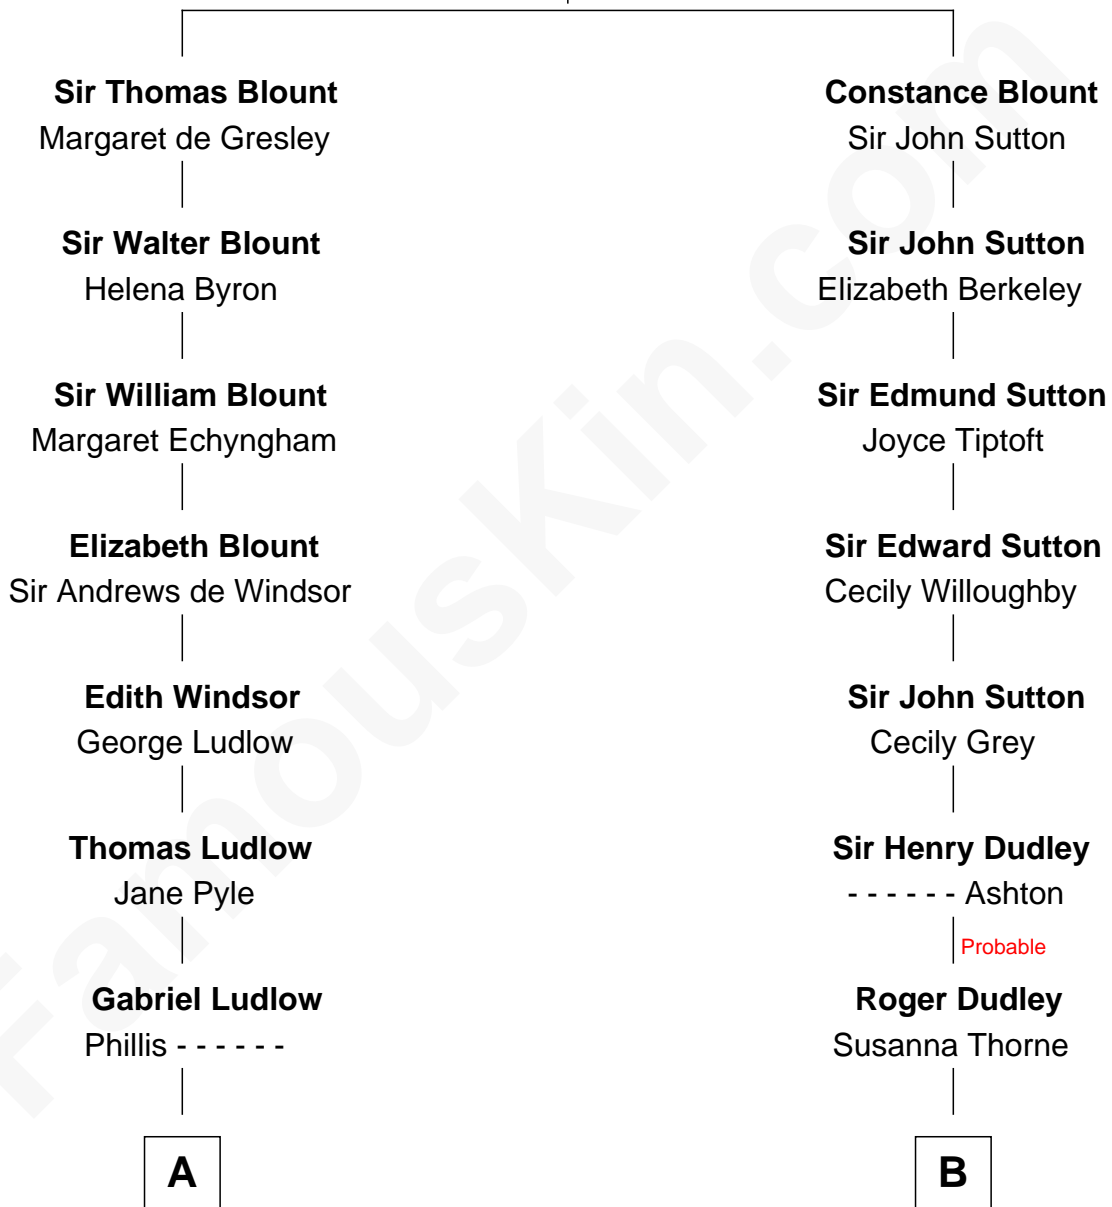 Sir Thomas Blount
Margaret de Gresley
Sir Walter Blount
Helena Byron
Sir William Blount
Margaret Echyngham
Elizabeth Blount
Sir Andrews de Windsor
Edith Windsor
George Ludlow
Thomas Ludlow
Jane Pyle
Gabriel Ludlow
Phillis - - - - - -
A
Constance Blount
Sir John Sutton
Sir John Sutton
Elizabeth Berkeley
Sir Edmund Sutton
Joyce Tiptoft
Sir Edward Sutton
Cecily Willoughby
Sir John Sutton
Cecily Grey
Sir Henry Dudley
- - - - - - Ashton
Probable
Roger Dudley
Susanna Thorne
B
FamousKin.com